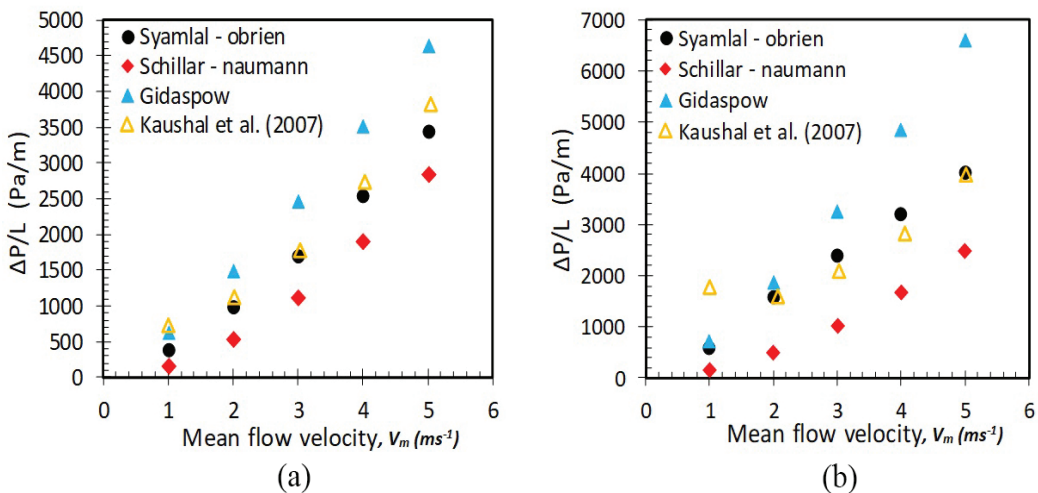 5000
4500
4000
3500
3000
2500
2000
1500
1000
500
0
ΔP/L (Pa/m)
Syamlal - obrien
Schillar - naumann
Gidaspow
Kaushal et al. (2007)
0 1 2 3 4 5 6
Mean flow velocity, Vm (ms-1)
(a)
7000
6000
5000
4000
3000
2000
1000
0
ΔP/L (Pa/m)
Syamlal - obrien
Schillar - naumann
Gidaspow
Kaushal et al. (2007)
0 1 2 3 4 5 6
Mean flow velocity, Vm (ms-1)
(b)